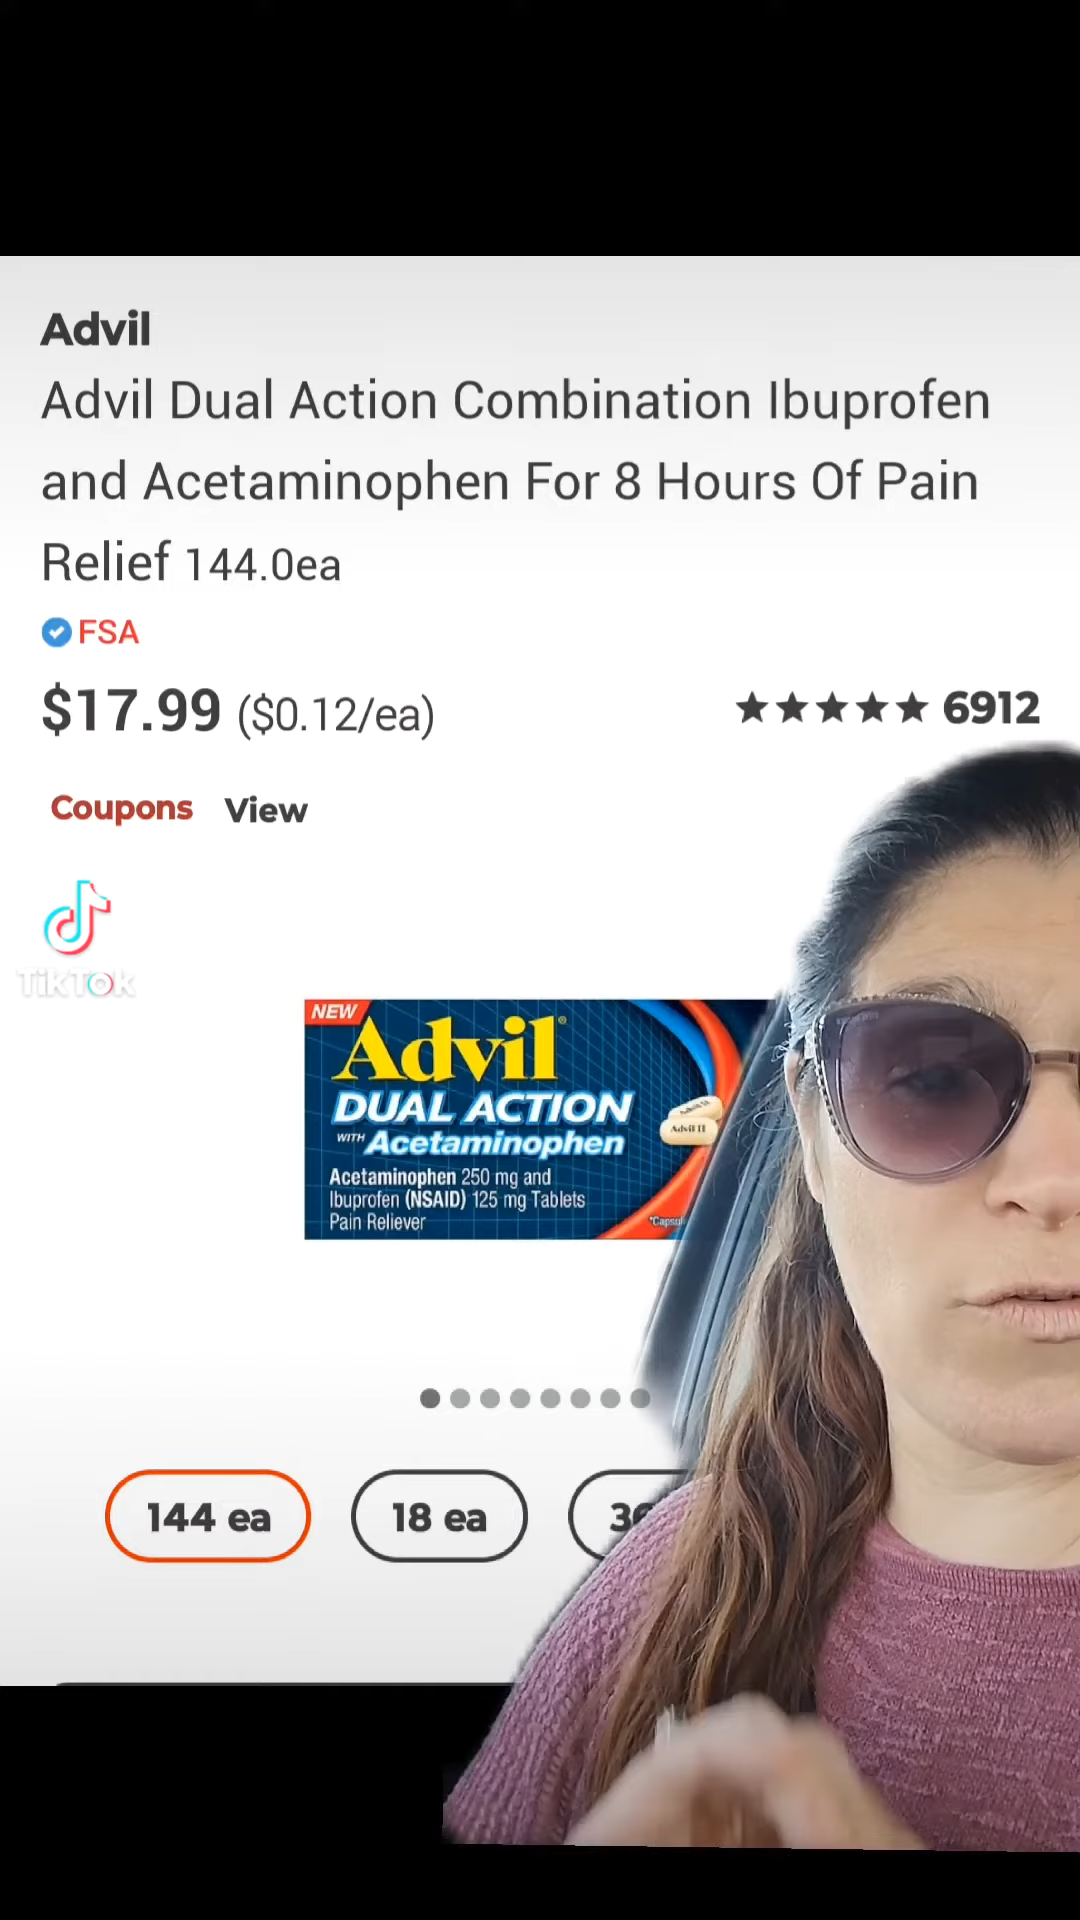 Advil
Advil Dual Action Combination Ibuprofen
and Acetaminophen For 8 Hours Of Pain
Relief 144.0ea
FSA
$17.99 ($0.12/ea)
6912
Coupons View
TikTok
NEW
Advil
DUAL ACTION
WITH Acetaminophen
Acetaminophen 250 mg and
Ibuprofen (NSAID) 125 mg Tablets
Pain Reliever
Advil II
144 ea
18 ea